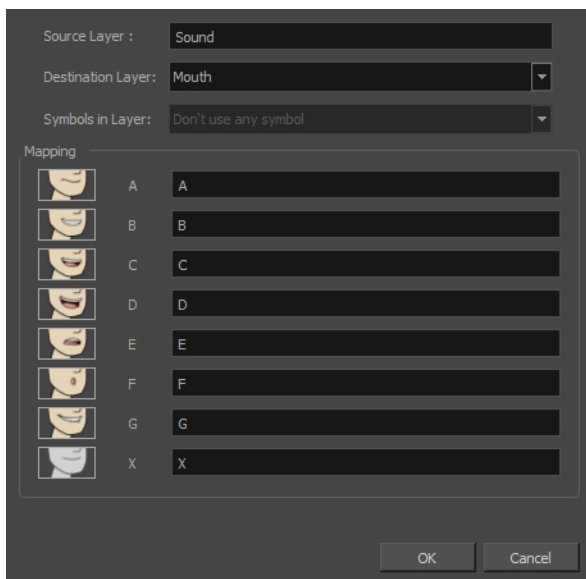 Source Layer : Sound
Destination Layer: Mouth
Symbols in Layer: Don't use any symbol
Mapping
A A
B B
C C
D D
E E
F F
G G
X X
OK Cancel